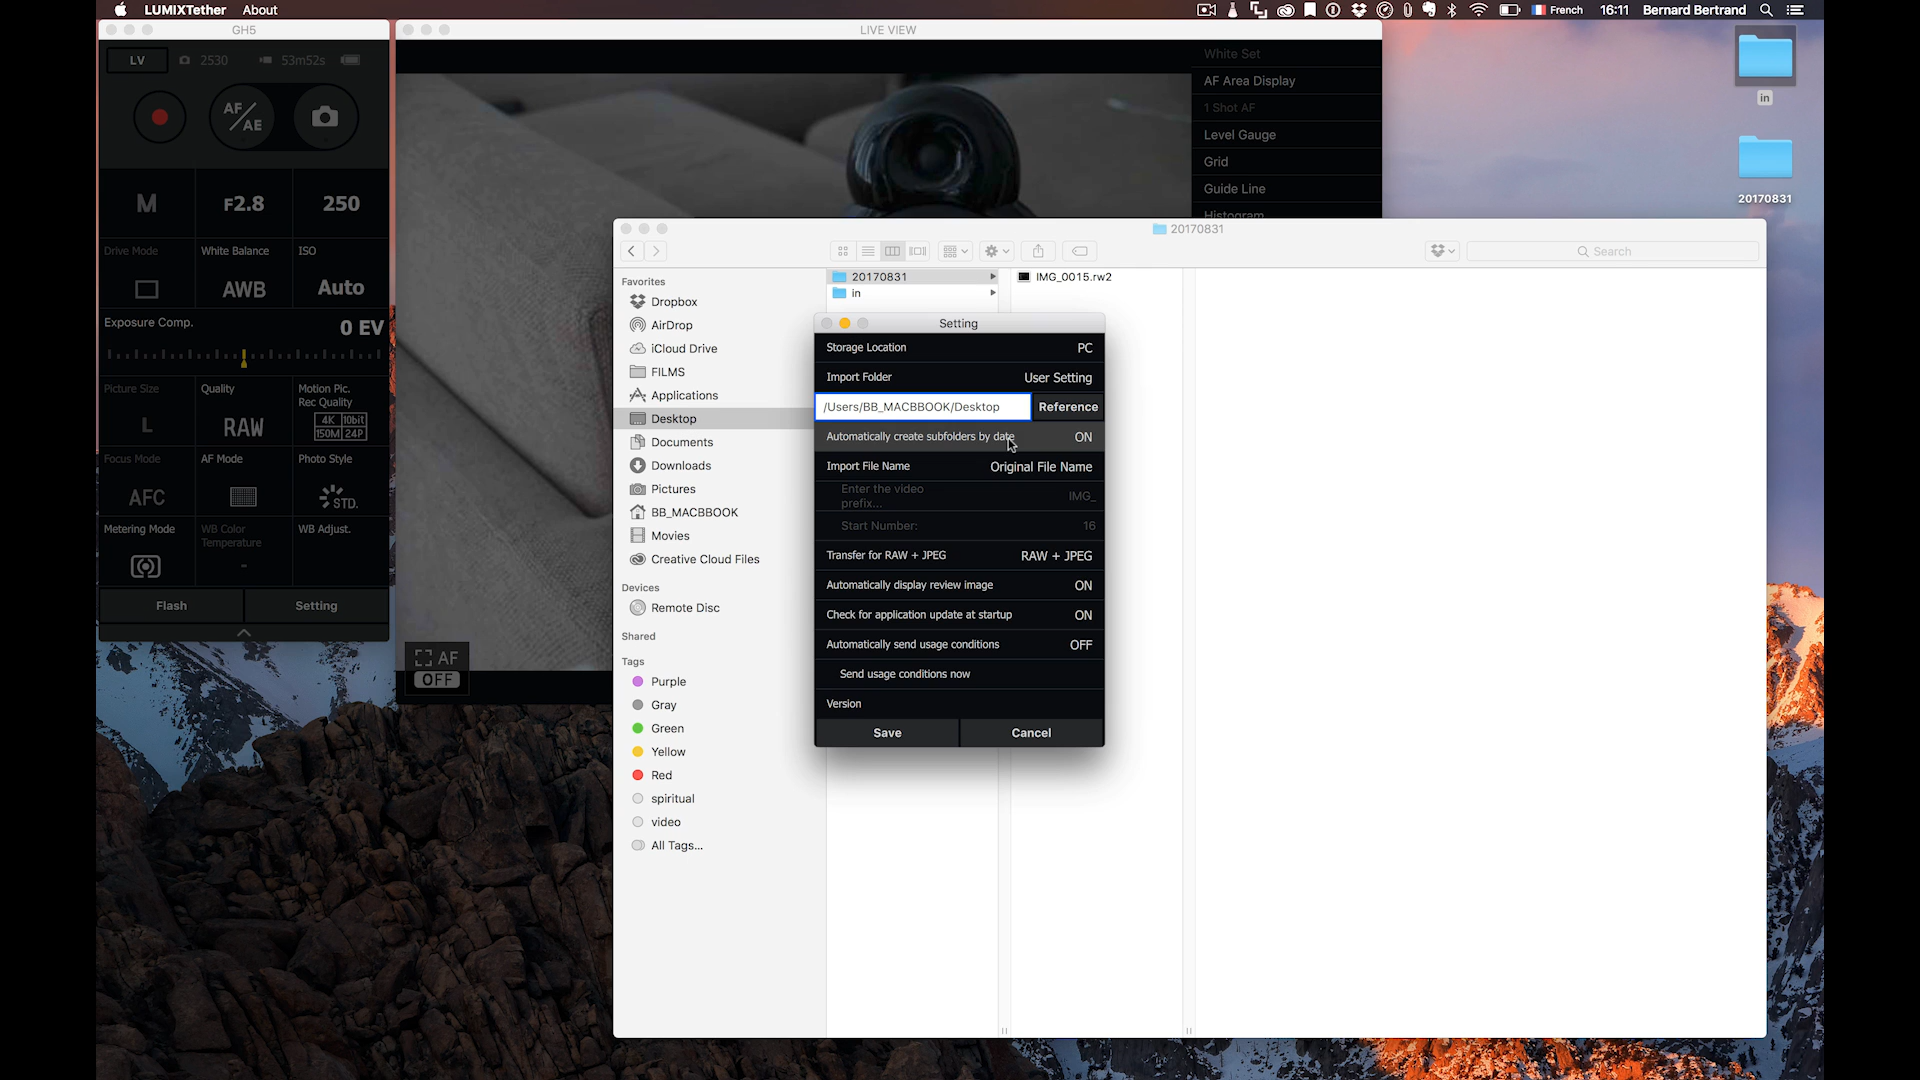 LUMIXTether About
French 16:11 Bernard Bertrand
GH5
LV 2530 53m52s
AF/AE
M F2.8 250
Drive Mode White Balance ISO
AWB Auto
Exposure Comp. 0 EV
Picture Size Quality Motion Pic. Rec Quality
L RAW 4K 10bit 150M 24P
Focus Mode AF Mode Photo Style
AFC STD.
Metering Mode WB Color Temperature WB Adjust.
-
Flash Setting
LIVE VIEW
White Set
AF Area Display
1 Shot AF
Level Gauge
Grid
Guide Line
Histogram
AF
OFF
in
20170831
20170831
Search
Favorites
Dropbox
AirDrop
iCloud Drive
FILMS
Applications
Desktop
Documents
Downloads
Pictures
BB_MACBBOOK
Movies
Creative Cloud Files
Devices
Remote Disc
Shared
Tags
Purple
Gray
Green
Yellow
Red
spiritual
video
All Tags...
20170831
in
IMG_0015.rw2
Setting
Storage Location PC
Import Folder User Setting
/Users/BB_MACBBOOK/Desktop Reference
Automatically create subfolders by date ON
Import File Name Original File Name
Enter the video prefix... IMG_
Start Number: 16
Transfer for RAW + JPEG RAW + JPEG
Automatically display review image ON
Check for application update at startup ON
Automatically send usage conditions OFF
Send usage conditions now
Version
Save Cancel